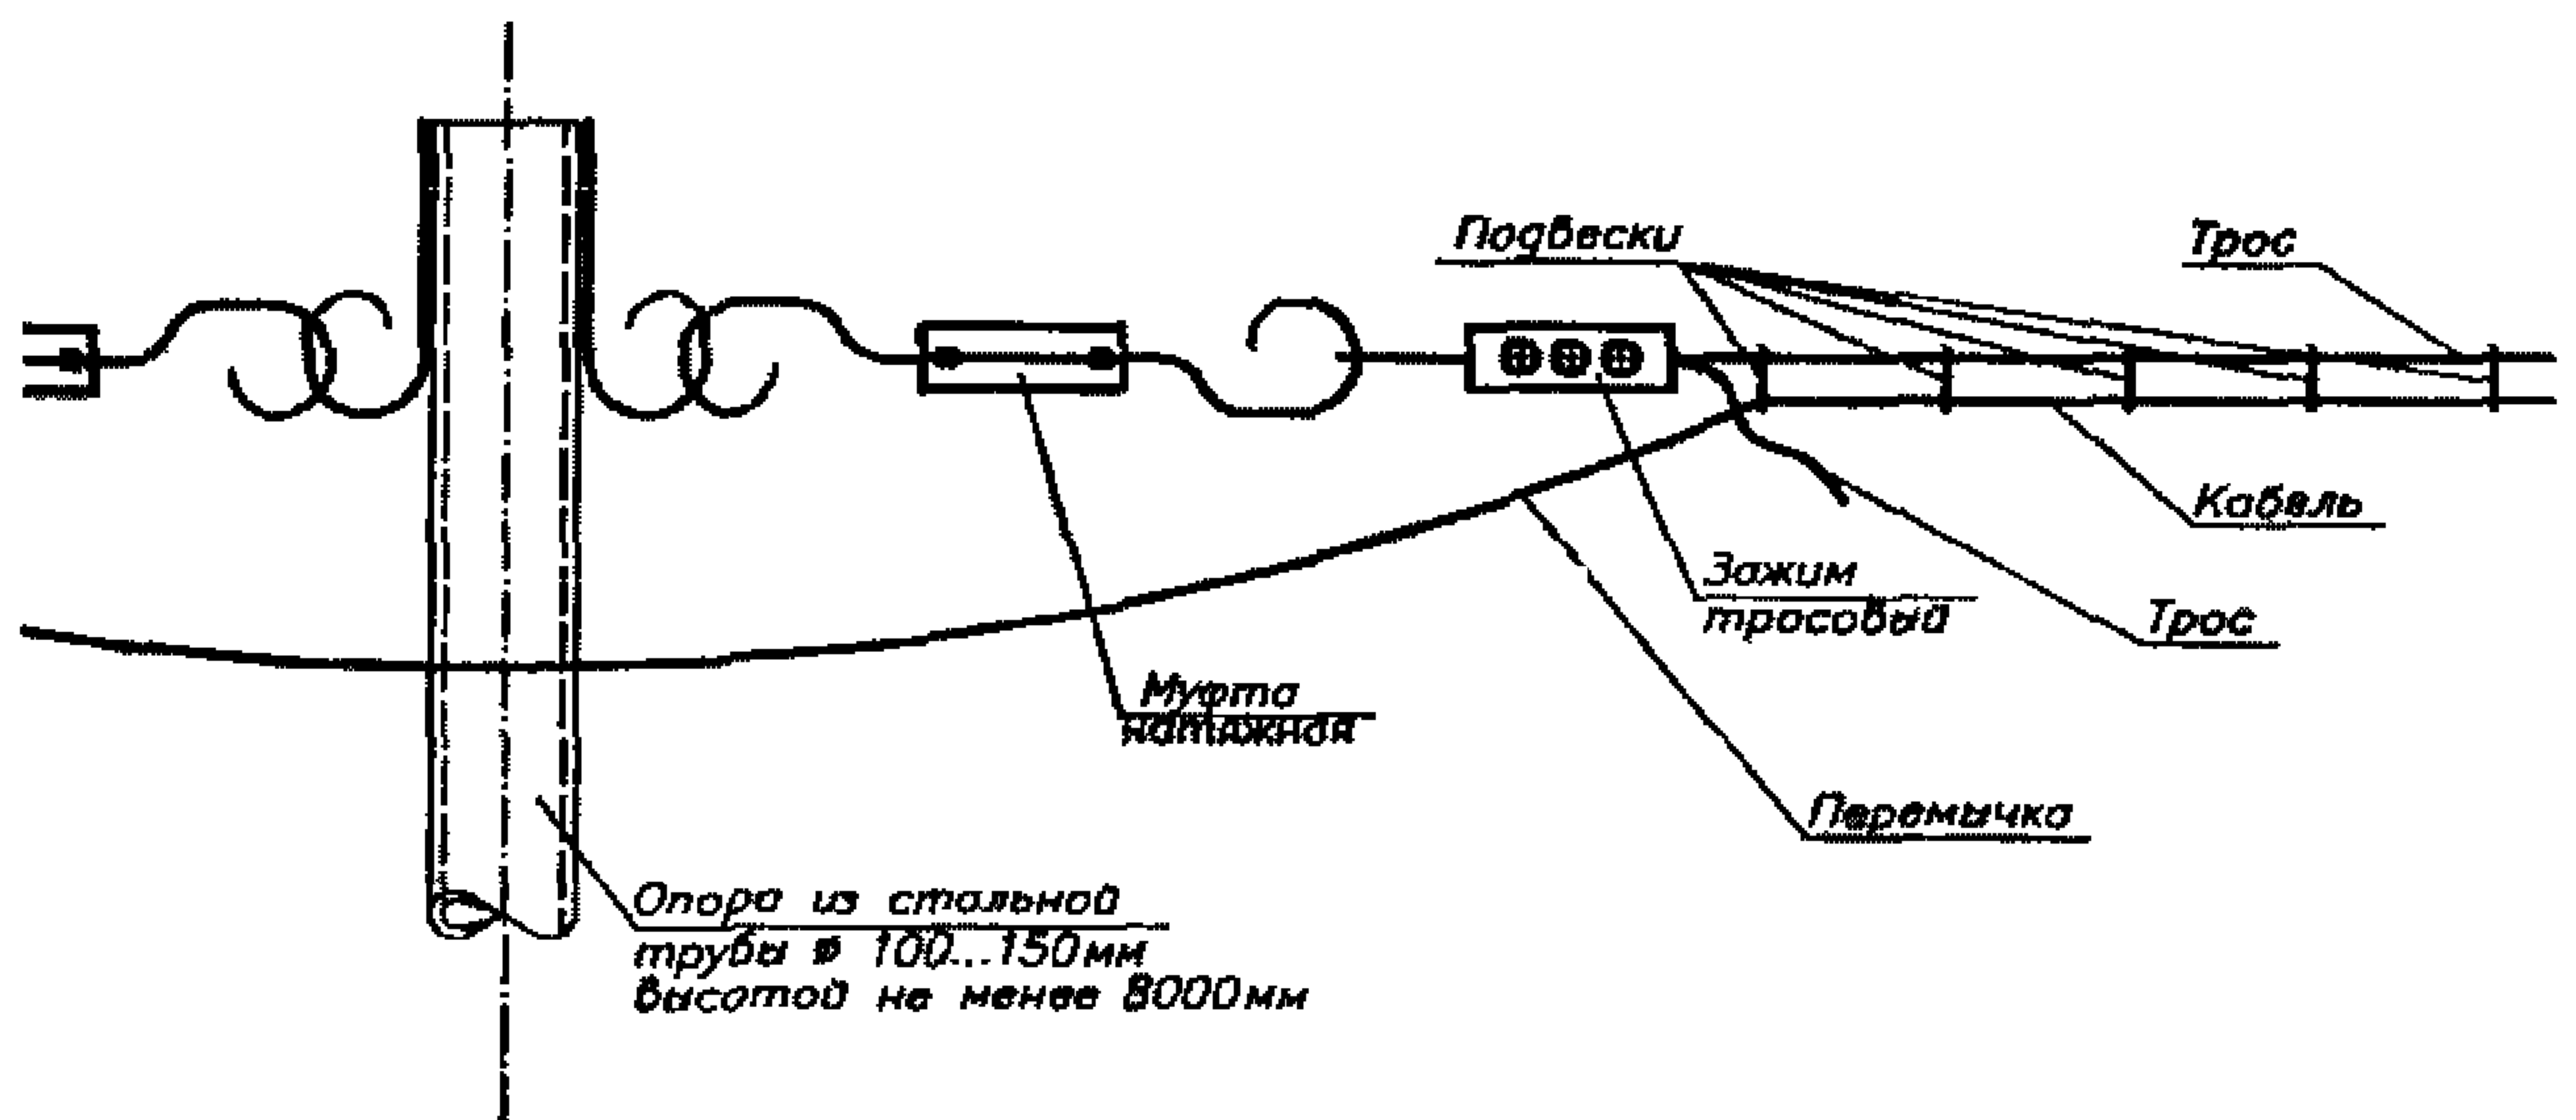 Подвески
Трос
Кабель
Зажим
тросовый
Трос
Муфта
натяжная
Перемычка
Опора из стальной
трубы ø 100...150мм
высотой не менее 8000мм